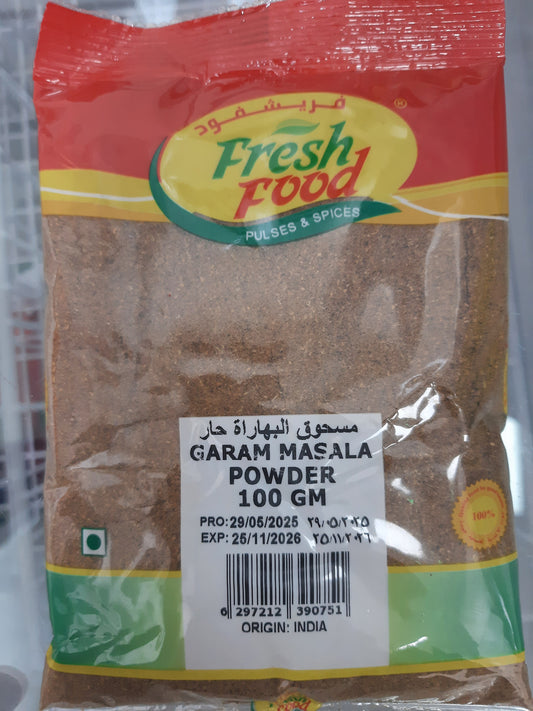 فريشفود
®
Fresh
Food
PULSES & SPICES
مسحوق البهاراة حار
GARAM MASALA
POWDER
100 GM
PRO: 29/05/2025 ٢٩/٠٥/٢٠٢٥
EXP: 25/11/2026 ٢٥/١١/٢٠٢٦
6 297212 390751
ORIGIN: INDIA
100%